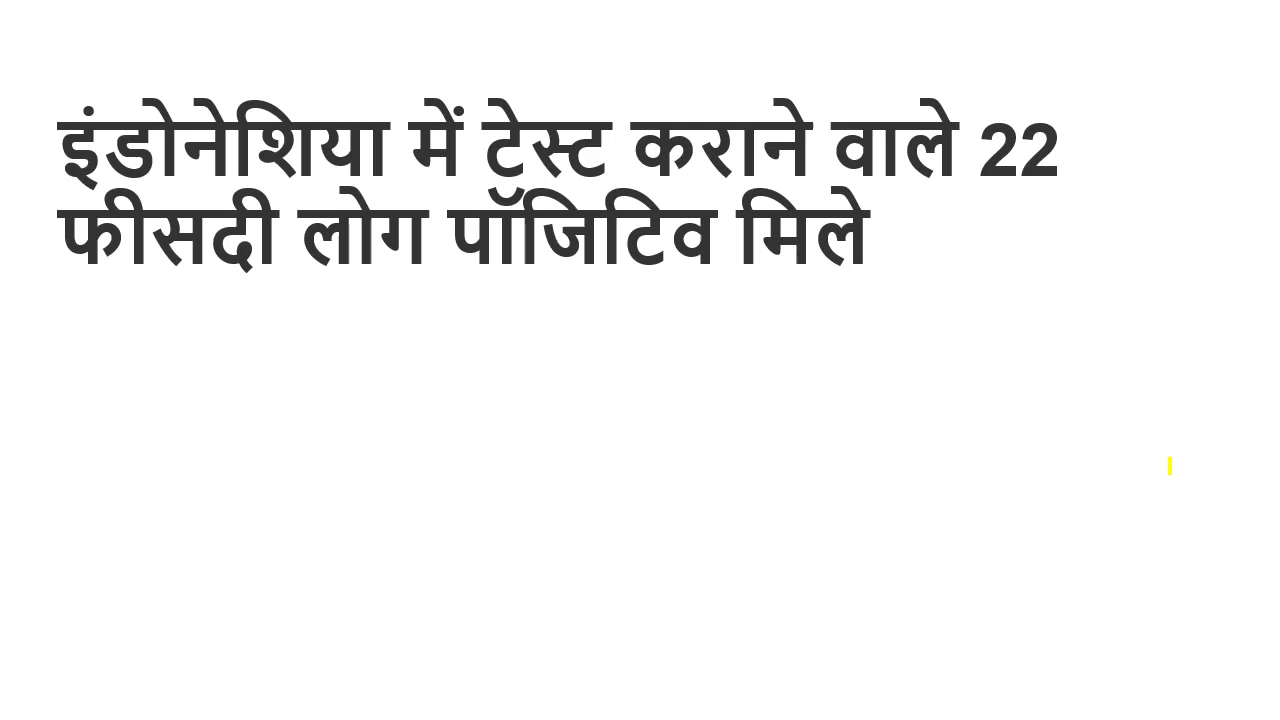 इंडोनेशिया में टेस्ट कराने वाले 22
फीसदी लोग पॉजिटिव मिले